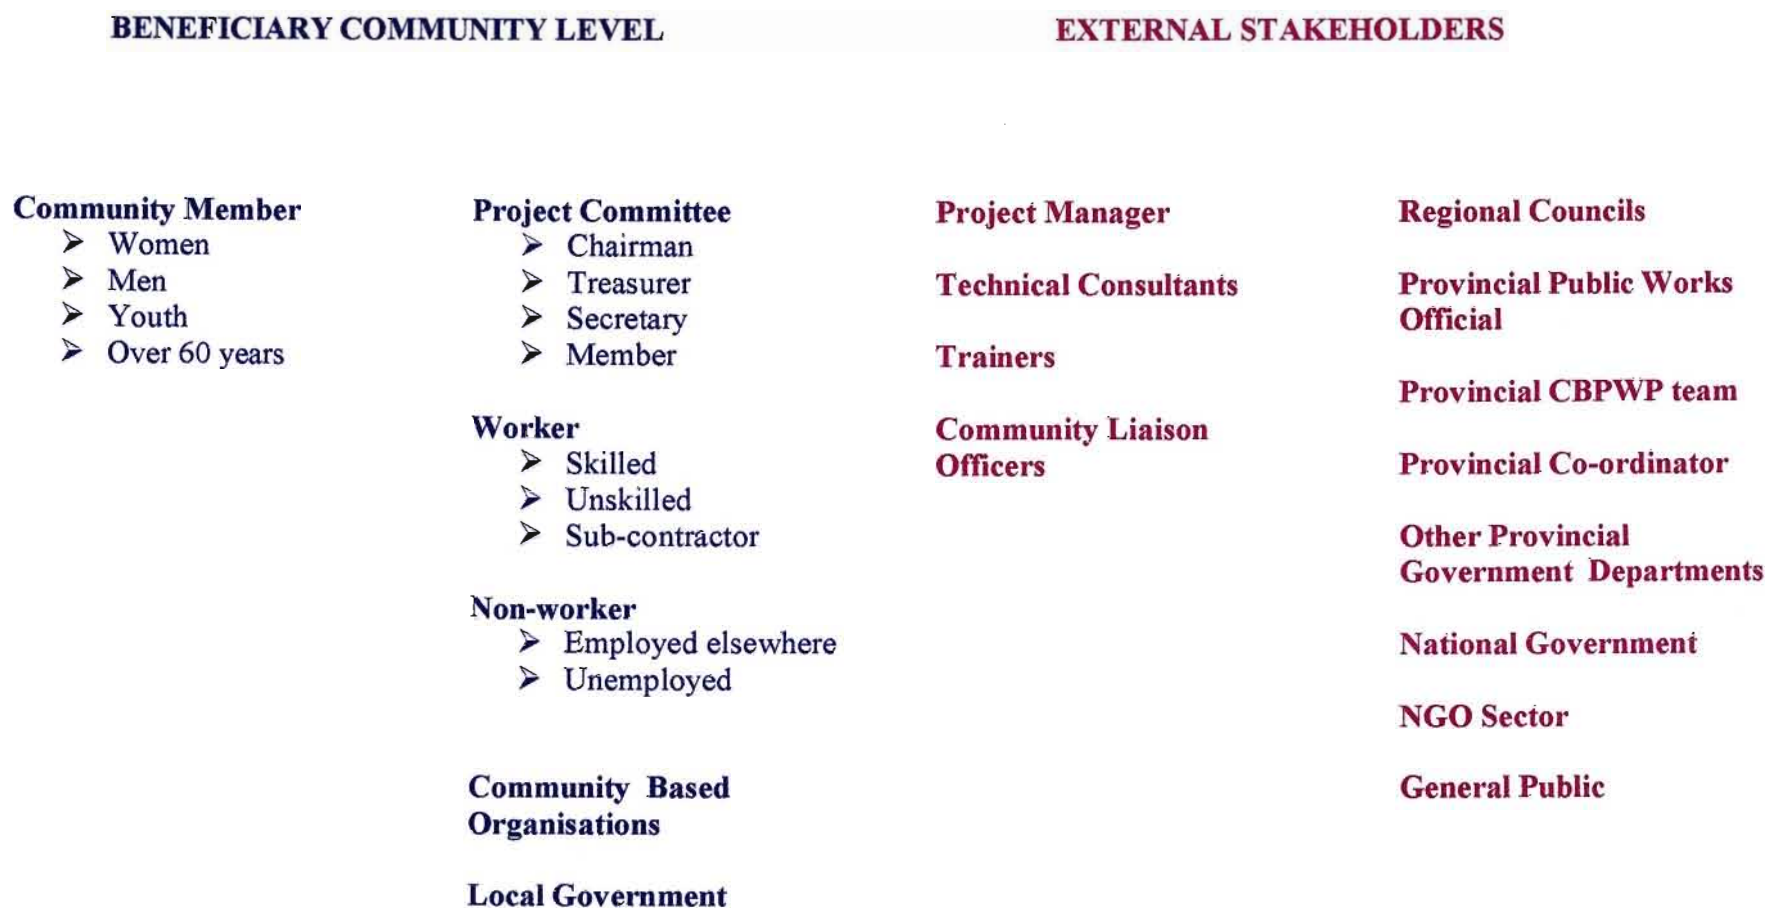 BENEFICIARY COMMUNITY LEVEL
EXTERNAL STAKEHOLDERS
Community Member
➢ Women
➢ Men
➢ Youth
➢ Over 60 years
Project Committee
➢ Chairman
➢ Treasurer
➢ Secretary
➢ Member
Worker
➢ Skilled
➢ Unskilled
➢ Sub-contractor
Non-worker
➢ Employed elsewhere
➢ Unemployed
Community Based
Organisations
Local Government
Project Manager
Technical Consultants
Trainers
Community Liaison
Officers
Regional Councils
Provincial Public Works
Official
Provincial CBPWP team
Provincial Co-ordinator
Other Provincial
Government Departments
National Government
NGO Sector
General Public